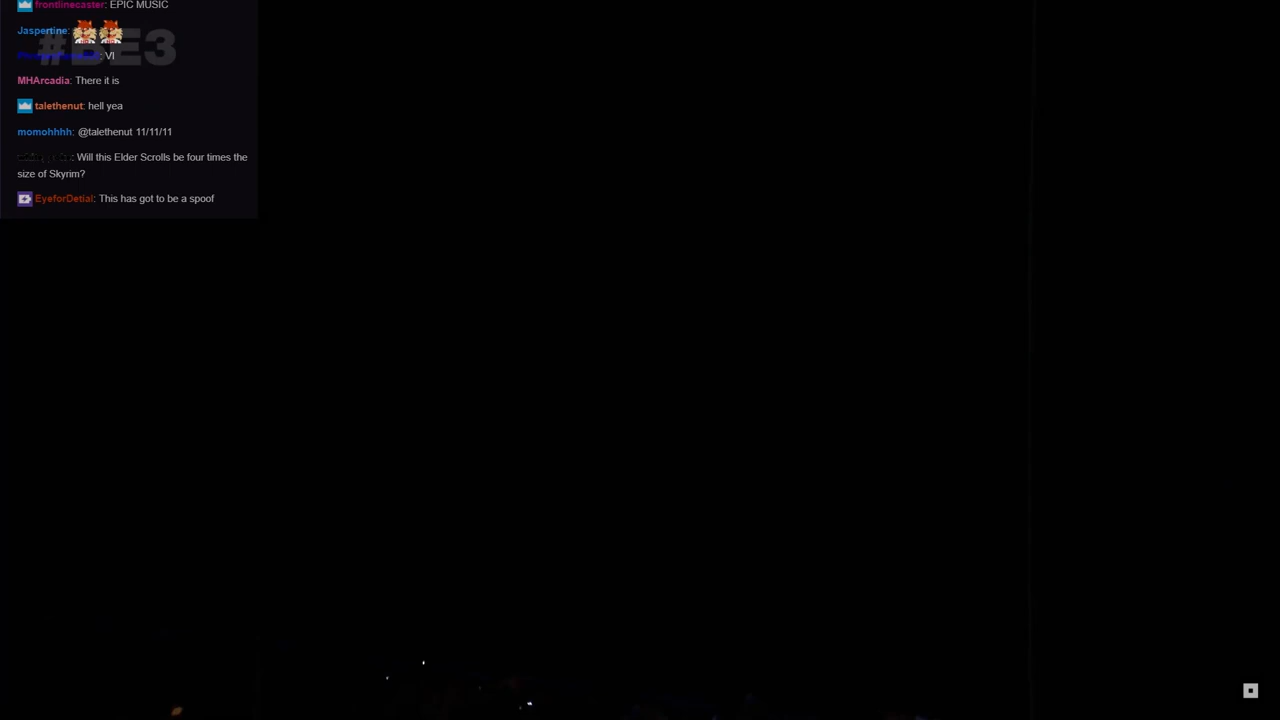 frontlinecaster: EPIC MUSIC
Jaspertine:
#BE3
: VI
MHArcadia: There it is
talethenut: hell yea
momohhhh: @talethenut 11/11/11
: Will this Elder Scrolls be four times the
size of Skyrim?
EyeforDetial: This has got to be a spoof